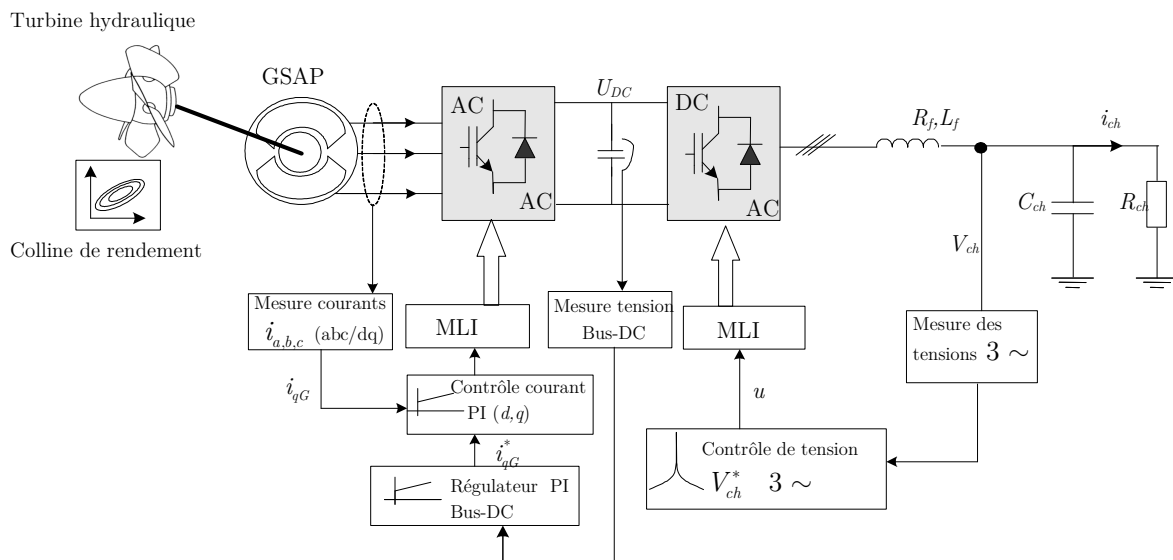 Turbine hydraulique
GSAP
Colline de rendement
AC
AC
U_DC
DC
AC
R_f,L_f
i_ch
C_ch
R_ch
V_ch
Mesure courants
i_a,b,c (abc/dq)
MLI
Mesure tension
Bus-DC
MLI
Mesure des
tensions 3 ~
i_qG
Contrôle courant
PI (d,q)
u
i*_qG
Régulateur PI
Bus-DC
Contrôle de tension
V*_ch 3 ~